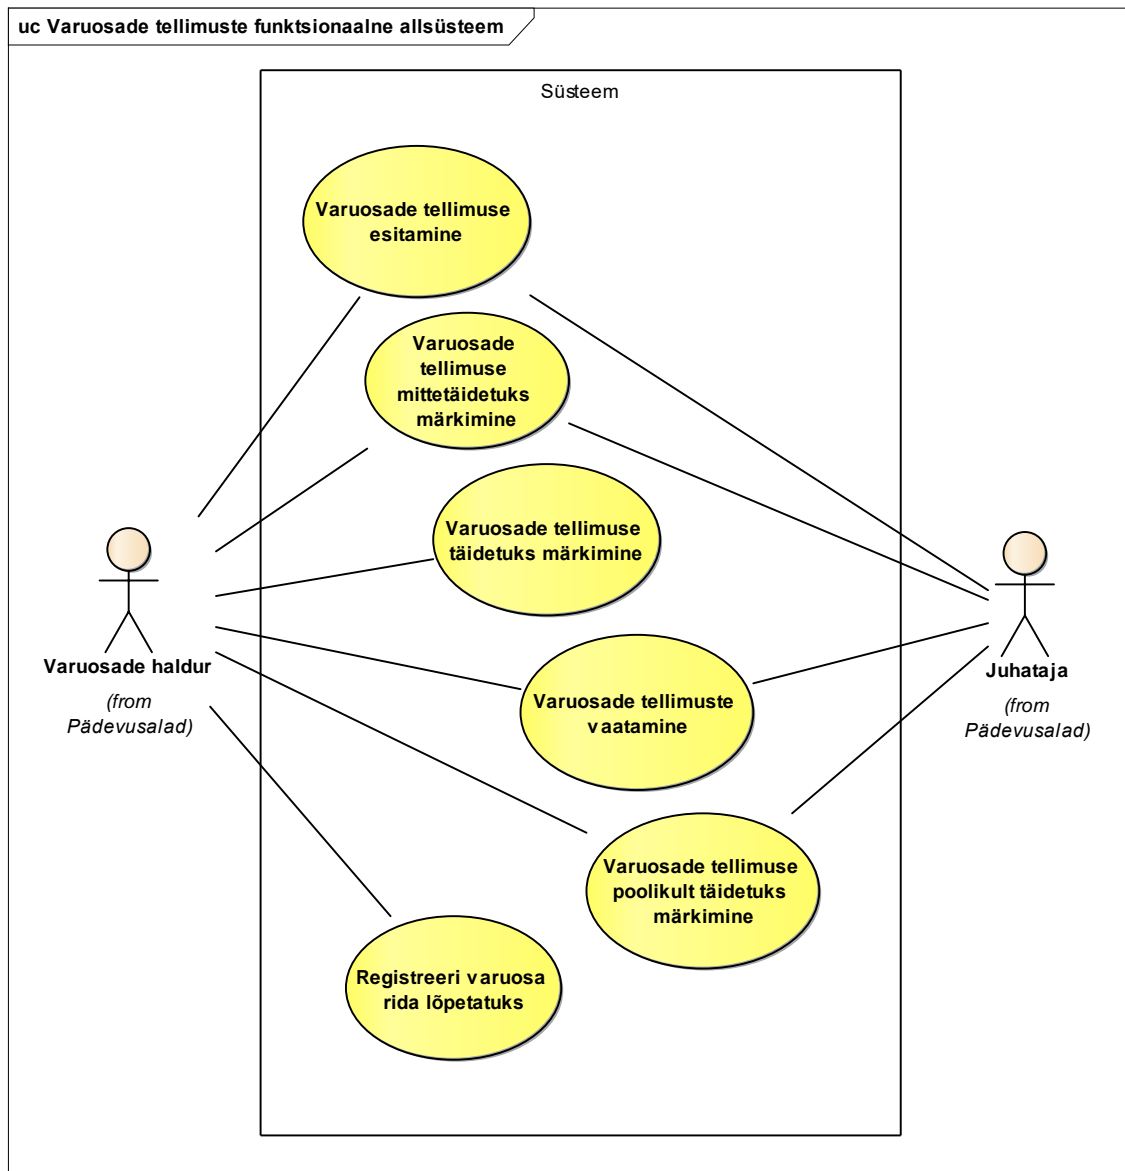 uc Varuosade tellimuste funktsionaalne allsüsteem
Süsteem
Varuosade tellimuse
esitamine
Varuosade
tellimuse
mittetäidetuks
märkimine
Varuosade tellimuse
täidetuks märkimine
Varuosade haldur
(from
Pädevusalad)
Juhataja
(from
Pädevusalad)
Varuosade tellimuste
vaatamine
Varuosade tellimuse
poolikult täidetuks
märkimine
Registreeri varuosa
rida lõpetatuks